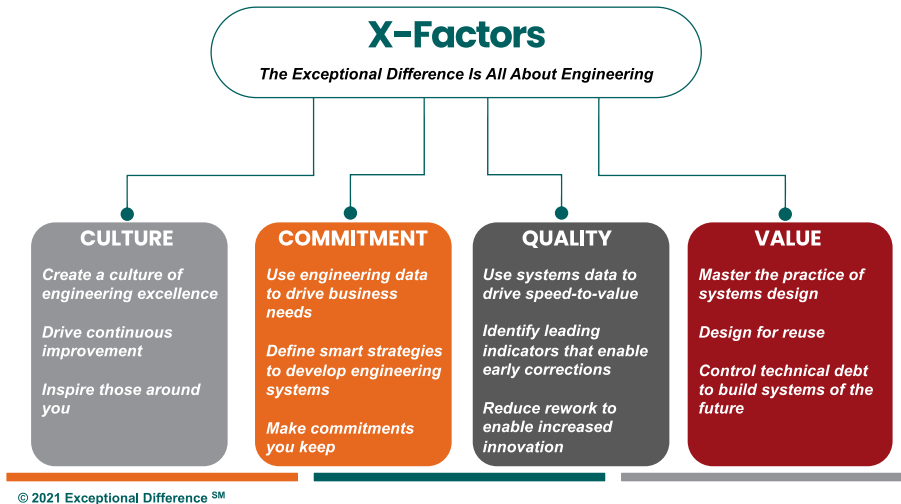 X-Factors
The Exceptional Difference Is All About Engineering
CULTURE
Create a culture of
engineering excellence
Drive continuous
improvement
Inspire those around
you
COMMITMENT
Use engineering data
to drive business
needs
Define smart strategies
to develop engineering
systems
Make commitments
you keep
QUALITY
Use systems data to
drive speed-to-value
Identify leading
indicators that enable
early corrections
Reduce rework to
enable increased
innovation
VALUE
Master the practice of
systems design
Design for reuse
Control technical debt
to build systems of the
future
© 2021 Exceptional Difference SM